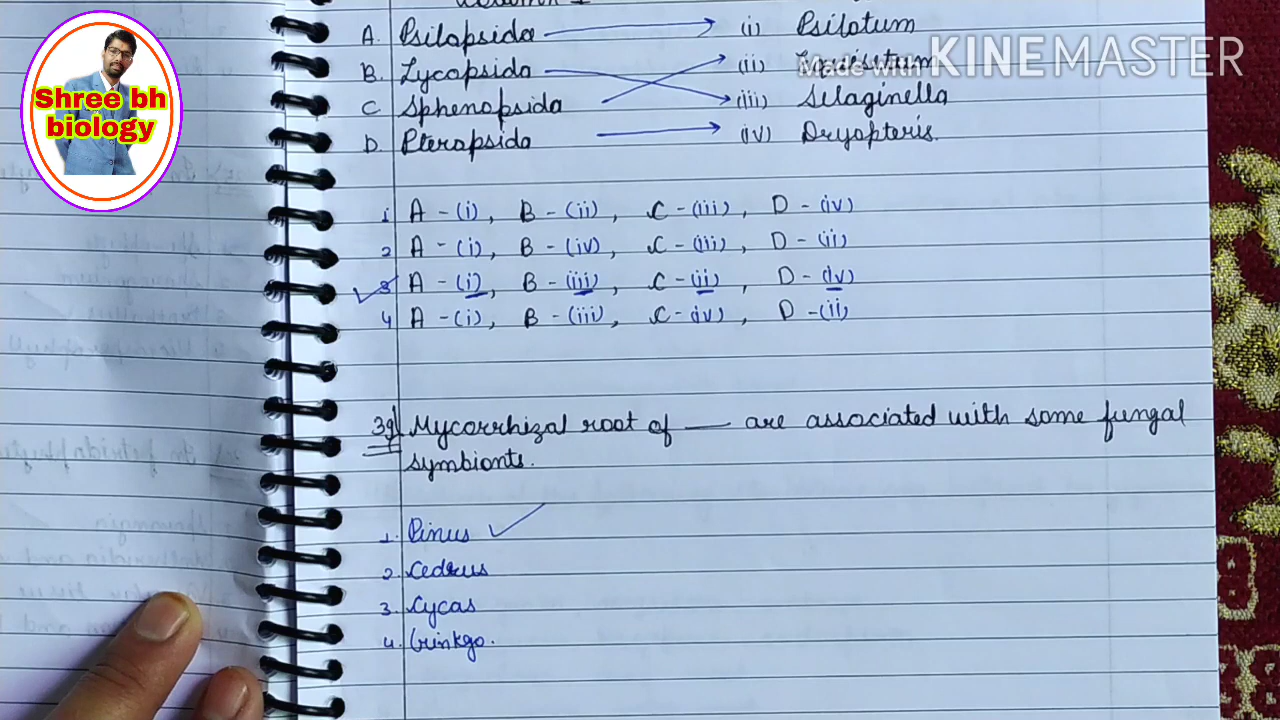 Shree bh
biology
Made with KINEMASTER
A. Psilopsida (i) Psilotum
B. Lycopsida (ii) Equisetum
C Sphenopsida (iii) Selaginella
D. Pteropsida (iv) Dryopteris.
1. A - (i), B - (ii), C - (iii), D - (iv)
2 A - (i), B - (iv), C - (iii), D - (ii)
3 A - (i), B - (iii), C - (ii), D - (iv)
4 A - (i), B - (iii), C - (iv), D - (ii)
39 Mycorrhizal root of — are associated with some fungal
symbionts.
1. Pinus
2. Cedrus
3. Cycas
4. Ginkgo.